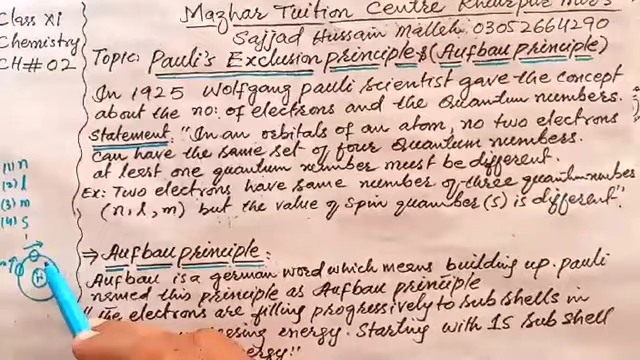 Class XI
Chemistry
CH# 02
Mazhar Tuition Centre Khairpur Mir's
Sajjad Hussain Mallah 03052664290
Topic: Pauli's Exclusion principle & (Aufbau principle)
In 1925 Wolfgang pauli scientist gave the concept
about the no: of electrons and the Quantum numbers.
Statement: "In an orbitals of an atom, no two electrons
can have the same set of four Quantum numbers.
at least one quantum number must be different.
Ex: Two electrons have same number of three quantum numbers
(n, l, m) but the value of spin quamber (s) is different".
(1) n
(2) l
(3) m
(4) s
⇒ Aufbau principle:
Aufbau is a german word which means building up. pauli
named this principle as Aufbau principle
"The electrons are filling progressively to sub shells in
energy. Starting with 1S sub shell
energy"